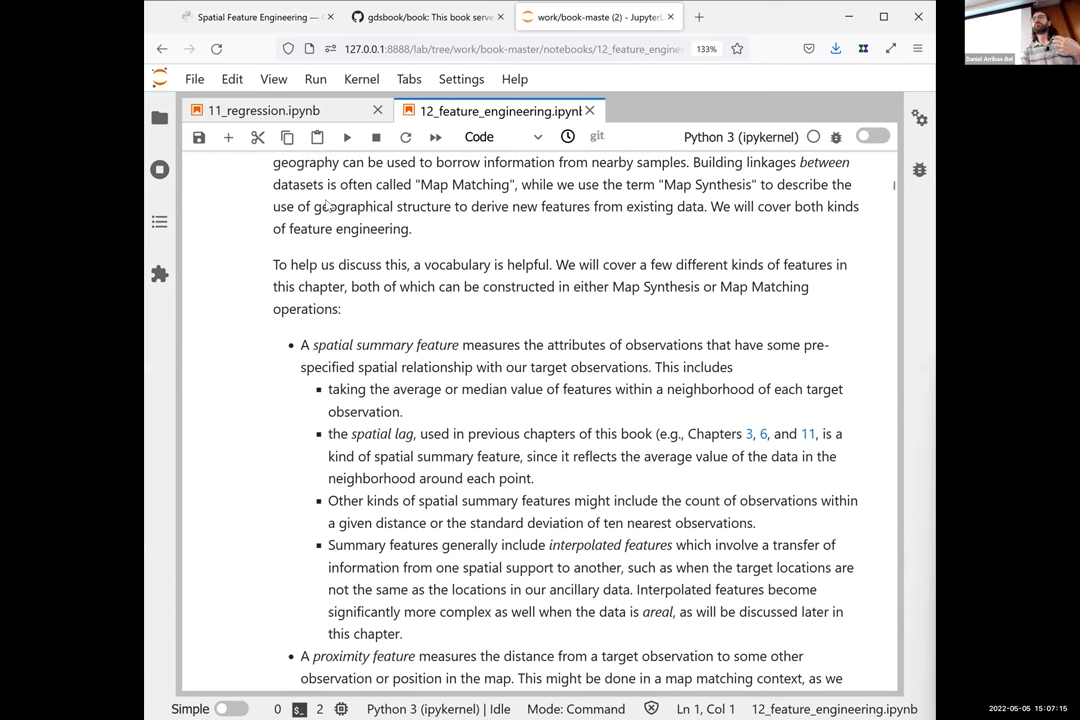 Spatial Feature Engineering —
gdsbook/book: This book serve
work/book-maste (2) - Jupyter
127.0.0.1:8888/lab/tree/work/book-master/notebooks/12_feature_engine
133%
File Edit View Run Kernel Tabs Settings Help
11_regression.ipynb
12_feature_engineering.ipynb
Code
git
Python 3 (ipykernel)
geography can be used to borrow information from nearby samples. Building linkages between
datasets is often called "Map Matching", while we use the term "Map Synthesis" to describe the
use of geographical structure to derive new features from existing data. We will cover both kinds
of feature engineering.
To help us discuss this, a vocabulary is helpful. We will cover a few different kinds of features in
this chapter, both of which can be constructed in either Map Synthesis or Map Matching
operations:
• A spatial summary feature measures the attributes of observations that have some pre-
specified spatial relationship with our target observations. This includes
▪ taking the average or median value of features within a neighborhood of each target
observation.
▪ the spatial lag, used in previous chapters of this book (e.g., Chapters 3, 6, and 11, is a
kind of spatial summary feature, since it reflects the average value of the data in the
neighborhood around each point.
▪ Other kinds of spatial summary features might include the count of observations within
a given distance or the standard deviation of ten nearest observations.
▪ Summary features generally include interpolated features which involve a transfer of
information from one spatial support to another, such as when the target locations are
not the same as the locations in our ancillary data. Interpolated features become
significantly more complex as well when the data is areal, as will be discussed later in
this chapter.
• A proximity feature measures the distance from a target observation to some other
observation or position in the map. This might be done in a map matching context, as we
Simple 0 2 Python 3 (ipykernel) | Idle Mode: Command Ln 1, Col 1 12_feature_engineering.ipynb
Daniel Arribas-Bel
2022-05-05 15:07:15